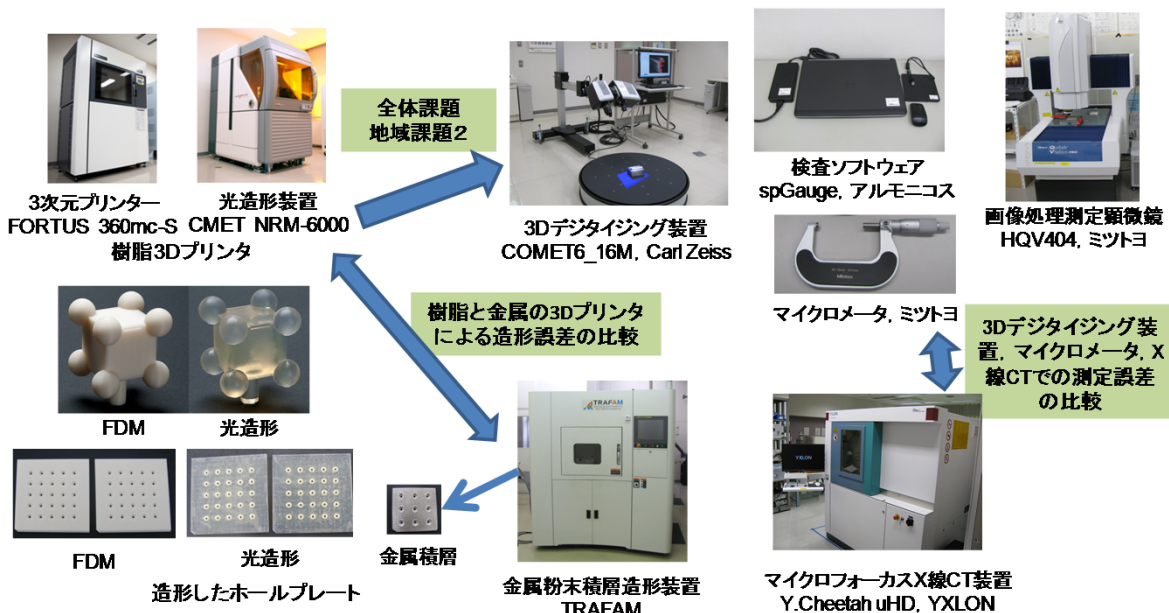 全体課題
地域課題2
3次元プリンター
FORTUS 360mc-S
光造形装置
CMET NRM-6000
樹脂3Dプリンタ
3Dデジタイジング装置
COMET6_16M, Carl Zeiss
検査ソフトウェア
spGauge, アルモニコス
画像処理測定顕微鏡
HQV404, ミツトヨ
マイクロメータ, ミツトヨ
樹脂と金属の3Dプリンタ
による造形誤差の比較
3Dデジタイジング装
置, マイクロメータ, X
線CTでの測定誤差
の比較
FDM
光造形
TRAFAM
YXLON
FDM
光造形
金属積層
造形したホールプレート
金属粉末積層造形装置
TRAFAM
マイクロフォーカスX線CT装置
Y.Cheetah uHD, YXLON